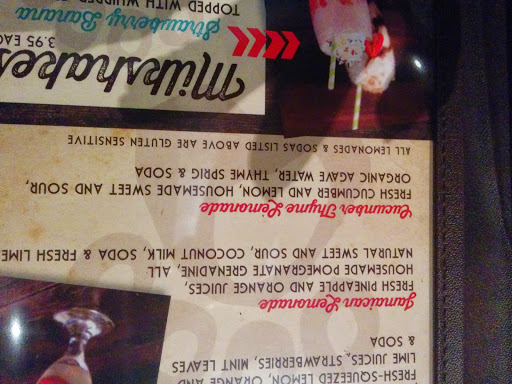 FRESH-SQUEEZED LEMON, ORANGE AND
LIME JUICES, STRAWBERRIES, MINT LEAVES
& SODA
Jamaican Lemonade
FRESH PINEAPPLE AND ORANGE JUICES,
HOUSEMADE POMEGRANATE GRENADINE, ALL
NATURAL SWEET AND SOUR, COCONUT MILK, SODA & FRESH LIME
Cucumber Thyme Lemonade
FRESH CUCUMBER AND LEMON, HOUSEMADE SWEET AND SOUR,
ORGANIC AGAVE WATER, THYME SPRIG & SODA
ALL LEMONADES & SODAS LISTED ABOVE ARE GLUTEN SENSITIVE
Milkshakes
3.95 EAC
Strawberry Banana
TOPPED WITH WHIPPED